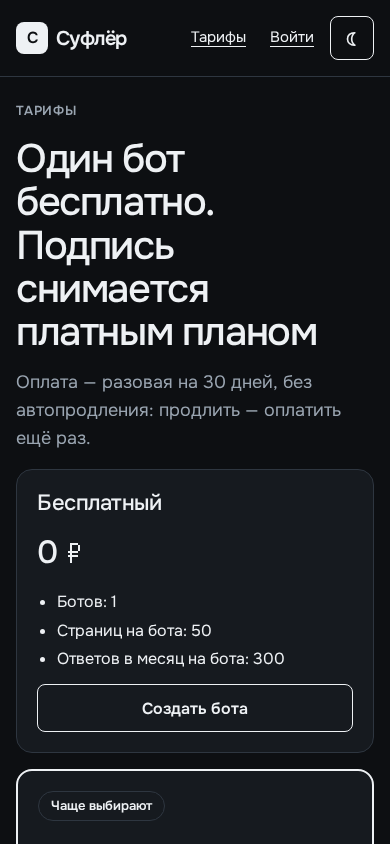 С Суфлёр Тарифы Войти
ТАРИФЫ
Один бот
бесплатно.
Подпись
снимается
платным планом
Оплата — разовая на 30 дней, без
автопродления: продлить — оплатить
ещё раз.
Бесплатный
0 ₽
• Ботов: 1
• Страниц на бота: 50
• Ответов в месяц на бота: 300
Создать бота
Чаще выбирают